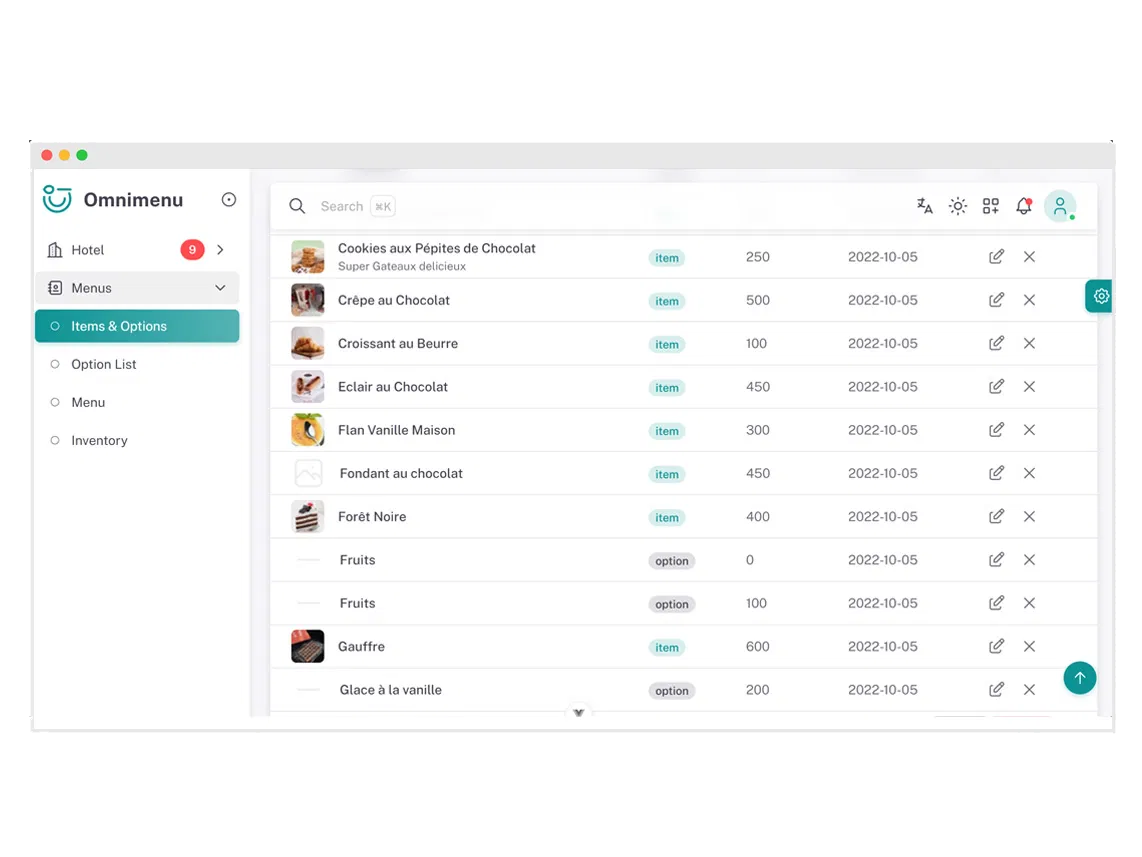 Omnimenu
Search ⌘K
Hotel 9
Menus
Items & Options
Option List
Menu
Inventory
Cookies aux Pépites de Chocolat item 250 2022-10-05
Super Gateaux delicieux
Crêpe au Chocolat item 500 2022-10-05
Croissant au Beurre item 100 2022-10-05
Eclair au Chocolat item 450 2022-10-05
Flan Vanille Maison item 300 2022-10-05
Fondant au chocolat item 450 2022-10-05
Forêt Noire item 400 2022-10-05
Fruits option 0 2022-10-05
Fruits option 100 2022-10-05
Gauffre item 600 2022-10-05
Glace à la vanille option 200 2022-10-05